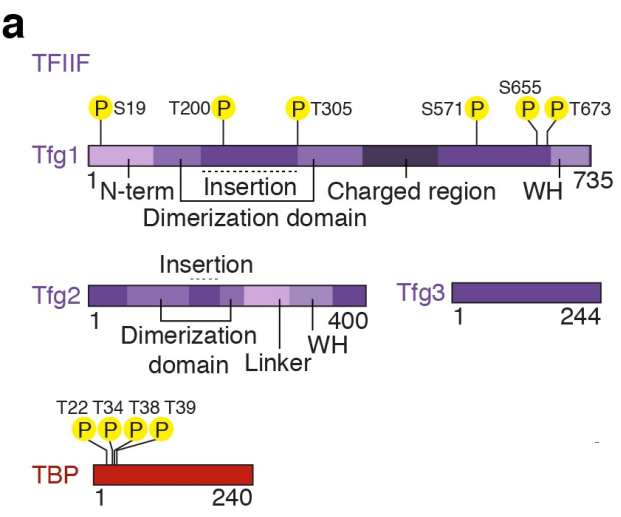 a
TFIIF
S655
P S19 T200 P P T305 S571 P P P T673
Tfg1
1 735
N-term Insertion Charged region WH
Dimerization domain
Insertion
Tfg2 Tfg3
1 400 1 244
Dimerization WH
domain Linker
T22 T34 T38 T39
P P P P
TBP
1 240